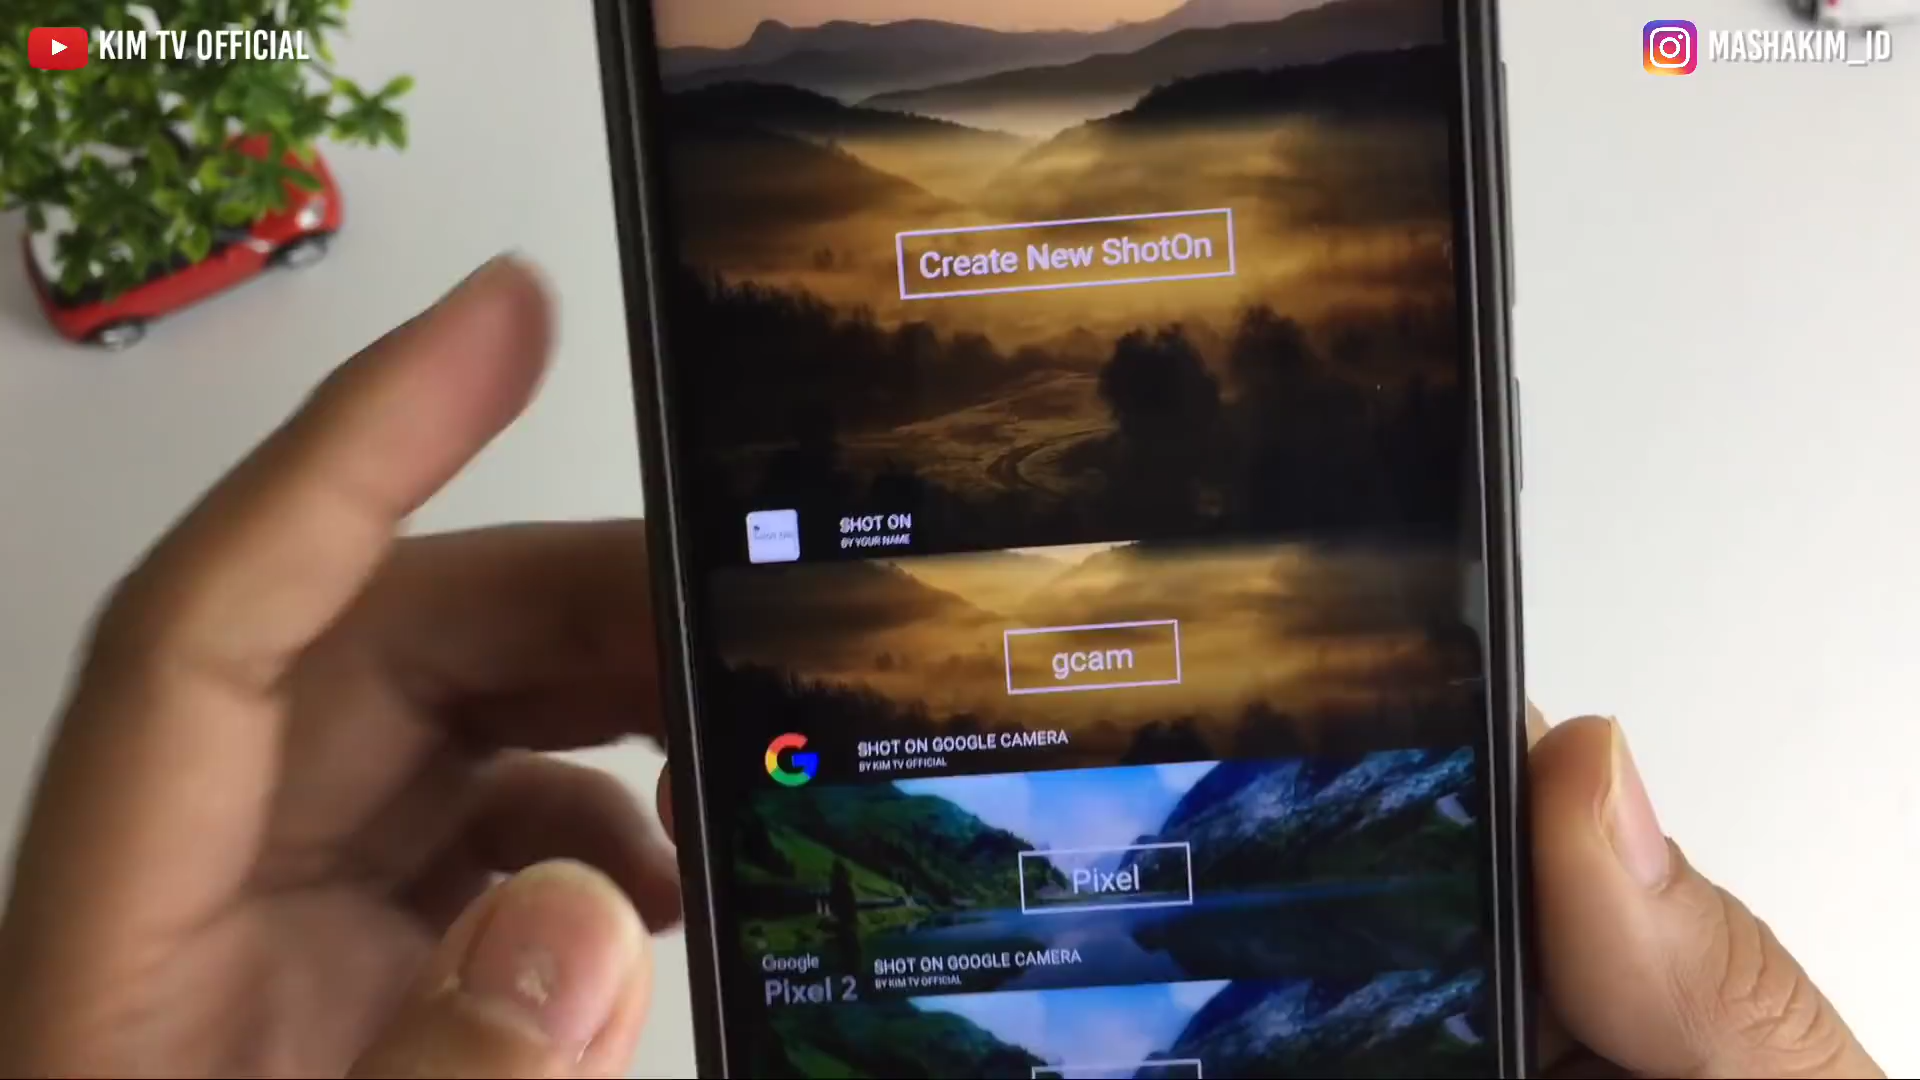 KIM TV OFFICIAL
MASHAKIM_ID
Create New ShotOn
SHOT ON
BY YOUR NAME
gcam
SHOT ON GOOGLE CAMERA
BY KIM TV OFFICIAL
Pixel
Google
Pixel 2
SHOT ON GOOGLE CAMERA
BY KIM TV OFFICIAL